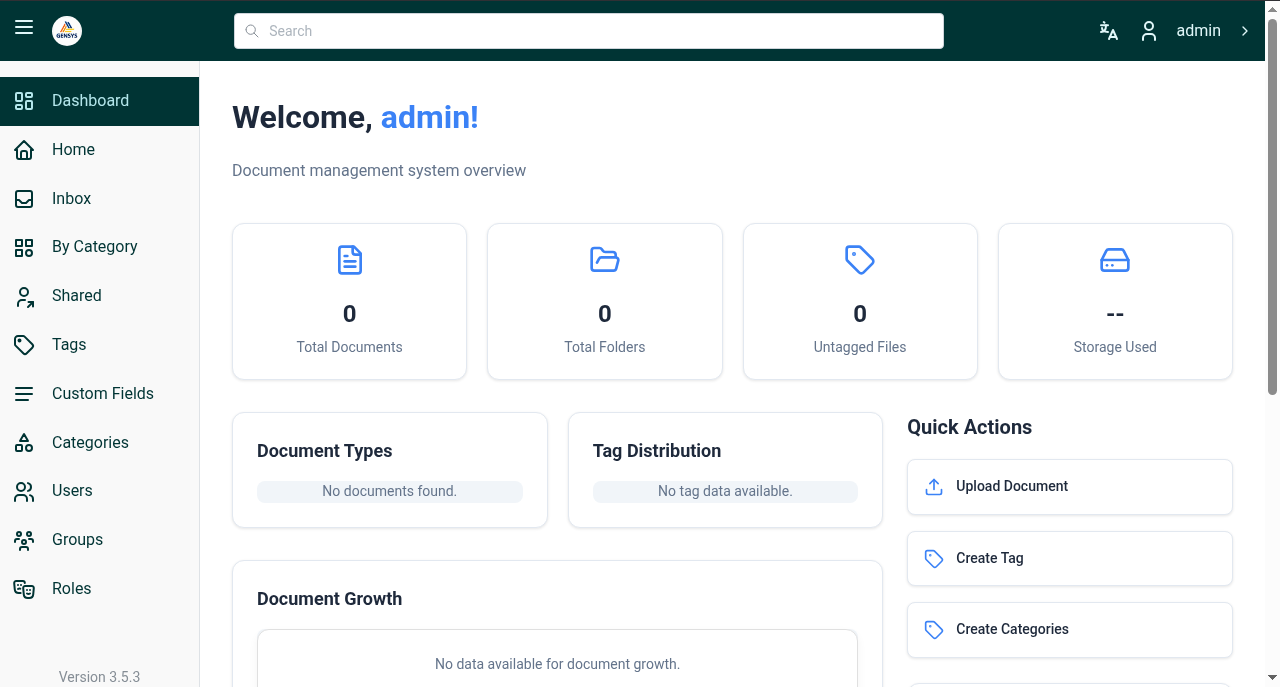 GENSYS
Search
admin
Dashboard
Home
Inbox
By Category
Shared
Tags
Custom Fields
Categories
Users
Groups
Roles
Version 3.5.3
Welcome, admin!
Document management system overview
0
Total Documents
0
Total Folders
0
Untagged Files
--
Storage Used
Document Types
No documents found.
Tag Distribution
No tag data available.
Document Growth
No data available for document growth.
Quick Actions
Upload Document
Create Tag
Create Categories